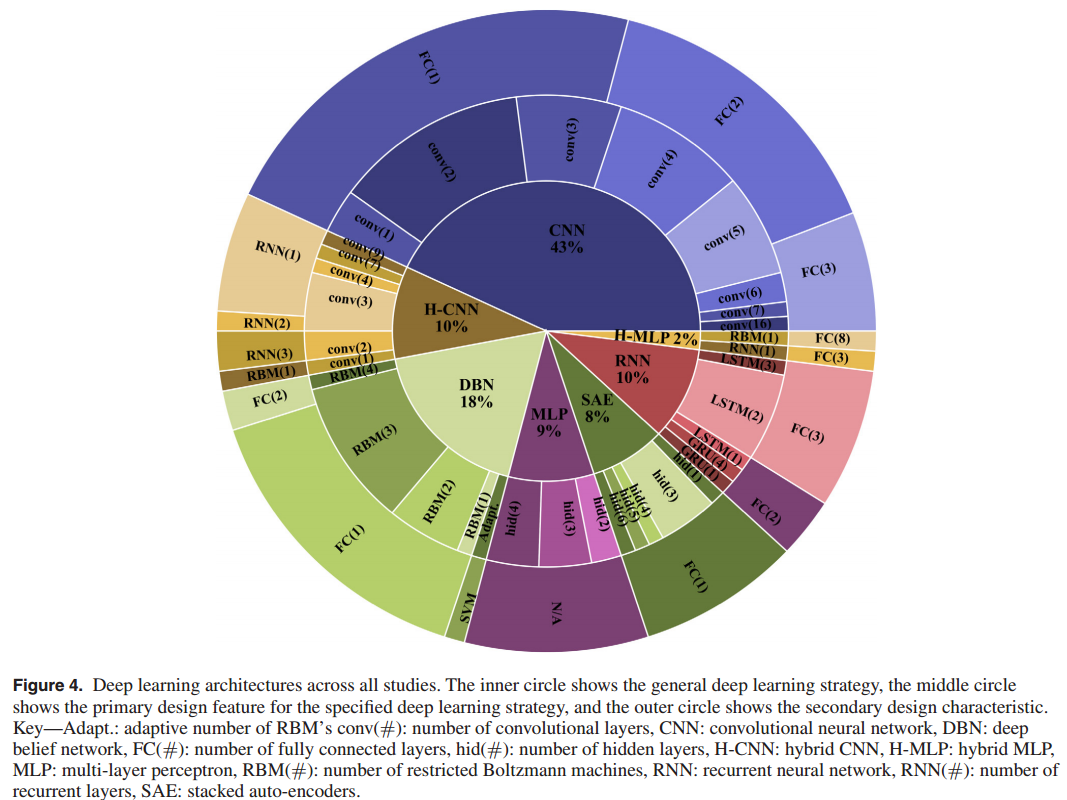 FC(1)
FC(2)
conv(3)
conv(2)
conv(4)
CNN
43%
conv(1)
conv(5)
RNN(1)
conv(9)
conv(7)
conv(4)
conv(3)
FC(3)
conv(6)
conv(7)
conv(16)
H-CNN
10%
RNN(2)
H-MLP 2%
RBM(1)
FC(8)
RNN(3)
conv(2)
conv(1)
RNN(1)
LSTM(3)
FC(3)
RBM(1)
RBM(4)
RNN
10%
FC(2)
DBN
18%
SAE
8%
MLP
9%
LSTM(2)
FC(3)
RBM(3)
LSTM(1)
GRU(4)
GRU(1)
hid(1)
RBM(2)
RBM(1)
Adapt.
hid(4)
hid(3)
hid(2)
hid(6)
hid(5)
hid(4)
hid(3)
FC(2)
FC(1)
SVM
N/A
FC(1)
Figure 4. Deep learning architectures across all studies. The inner circle shows the general deep learning strategy, the middle circle
shows the primary design feature for the specified deep learning strategy, and the outer circle shows the secondary design characteristic.
Key—Adapt.: adaptive number of RBM's conv(#): number of convolutional layers, CNN: convolutional neural network, DBN: deep
belief network, FC(#): number of fully connected layers, hid(#): number of hidden layers, H-CNN: hybrid CNN, H-MLP: hybrid MLP,
MLP: multi-layer perceptron, RBM(#): number of restricted Boltzmann machines, RNN: recurrent neural network, RNN(#): number of
recurrent layers, SAE: stacked auto-encoders.